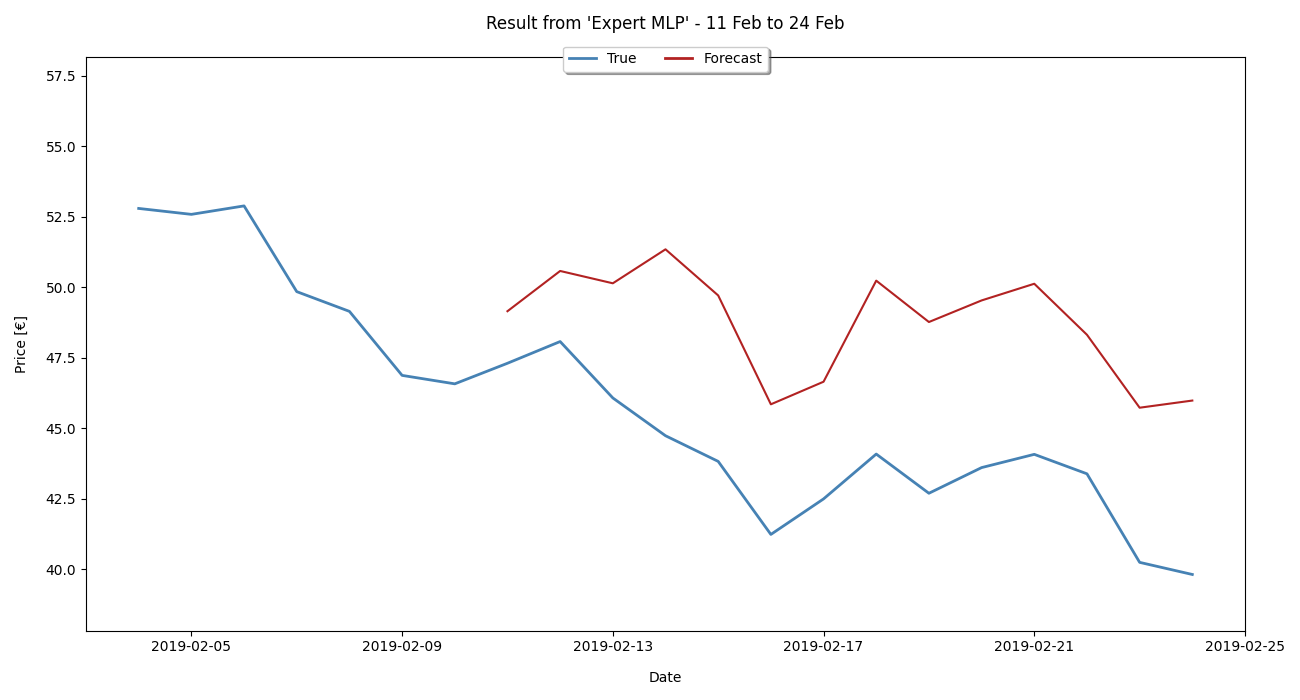 Result from 'Expert MLP' - 11 Feb to 24 Feb
True Forecast
57.5
55.0
52.5
50.0
47.5
45.0
42.5
40.0
Price [€]
2019-02-05 2019-02-09 2019-02-13 2019-02-17 2019-02-21 2019-02-25
Date